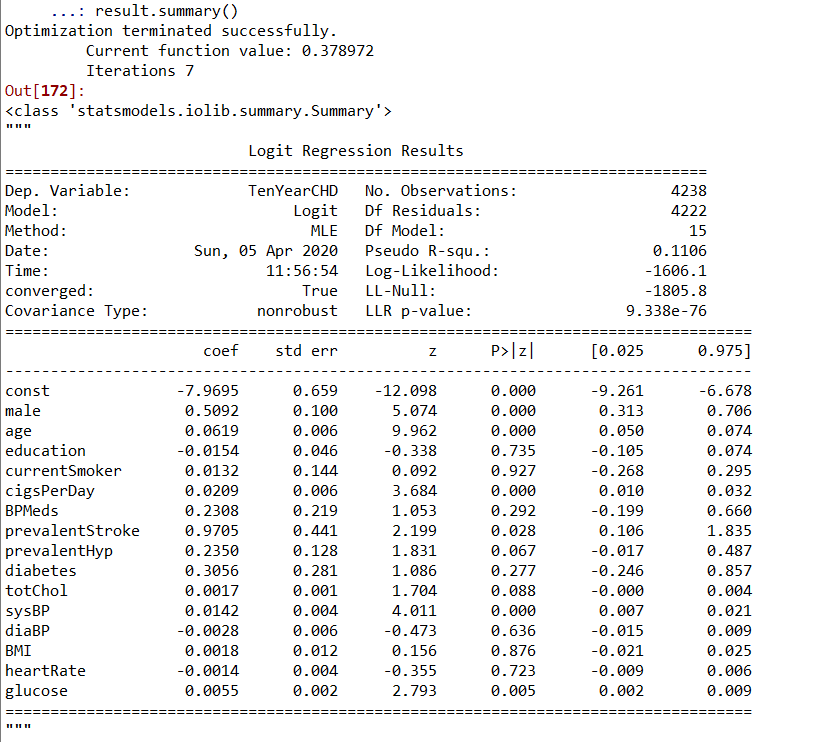 ...: result.summary()
Optimization terminated successfully.
         Current function value: 0.378972
         Iterations 7
Out[172]:
<class 'statsmodels.iolib.summary.Summary'>
"""
                           Logit Regression Results
==============================================================================
Dep. Variable:             TenYearCHD   No. Observations:                 4238
Model:                          Logit   Df Residuals:                     4222
Method:                           MLE   Df Model:                           15
Date:                Sun, 05 Apr 2020   Pseudo R-squ.:                  0.1106
Time:                        11:56:54   Log-Likelihood:                -1606.1
converged:                       True   LL-Null:                       -1805.8
Covariance Type:            nonrobust   LLR p-value:                 9.338e-76
===================================================================================
                      coef    std err          z      P>|z|      [0.025      0.975]
-----------------------------------------------------------------------------------
const              -7.9695      0.659    -12.098      0.000      -9.261      -6.678
male                0.5092      0.100      5.074      0.000       0.313       0.706
age                 0.0619      0.006      9.962      0.000       0.050       0.074
education          -0.0154      0.046     -0.338      0.735      -0.105       0.074
currentSmoker       0.0132      0.144      0.092      0.927      -0.268       0.295
cigsPerDay          0.0209      0.006      3.684      0.000       0.010       0.032
BPMeds              0.2308      0.219      1.053      0.292      -0.199       0.660
prevalentStroke     0.9705      0.441      2.199      0.028       0.106       1.835
prevalentHyp        0.2350      0.128      1.831      0.067      -0.017       0.487
diabetes            0.3056      0.281      1.086      0.277      -0.246       0.857
totChol             0.0017      0.001      1.704      0.088      -0.000       0.004
sysBP               0.0142      0.004      4.011      0.000       0.007       0.021
diaBP              -0.0028      0.006     -0.473      0.636      -0.015       0.009
BMI                 0.0018      0.012      0.156      0.876      -0.021       0.025
heartRate          -0.0014      0.004     -0.355      0.723      -0.009       0.006
glucose             0.0055      0.002      2.793      0.005       0.002       0.009
===================================================================================
"""